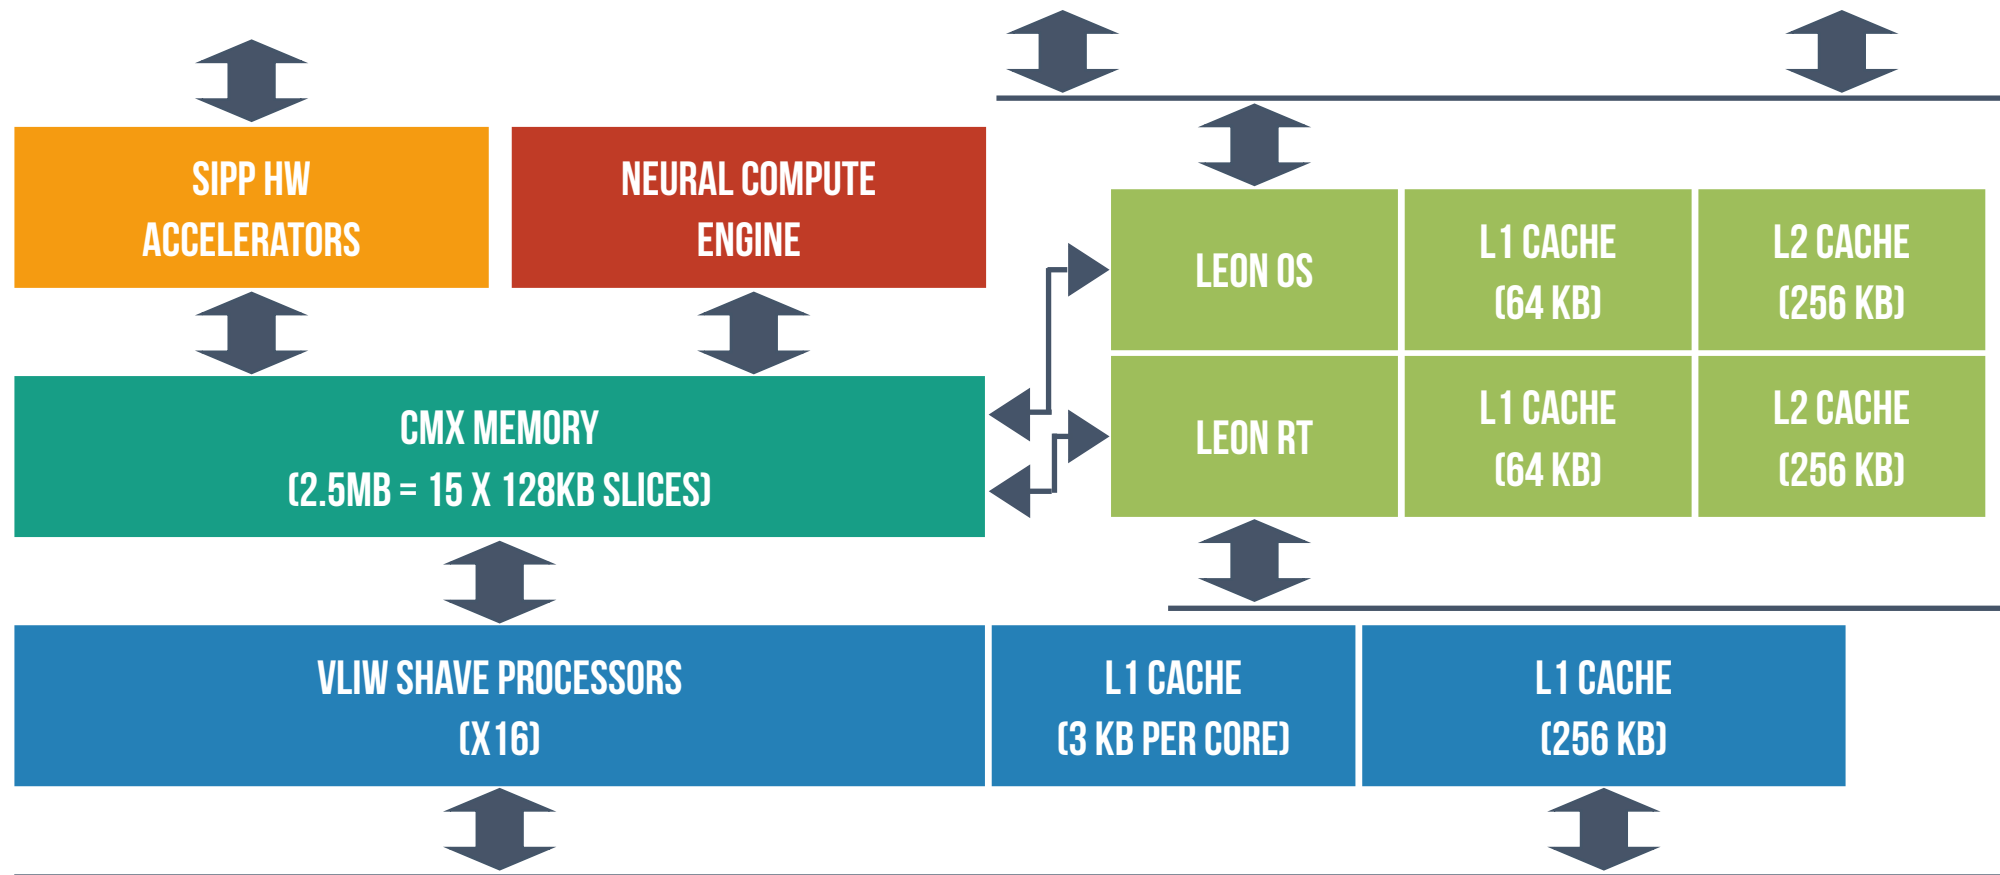 SIPP HW
ACCELERATORS
NEURAL COMPUTE
ENGINE
LEON OS
L1 CACHE
(64 KB)
L2 CACHE
(256 KB)
CMX MEMORY
(2.5MB = 15 X 128KB SLICES)
LEON RT
L1 CACHE
(64 KB)
L2 CACHE
(256 KB)
VLIW SHAVE PROCESSORS
(X16)
L1 CACHE
(3 KB PER CORE)
L1 CACHE
(256 KB)